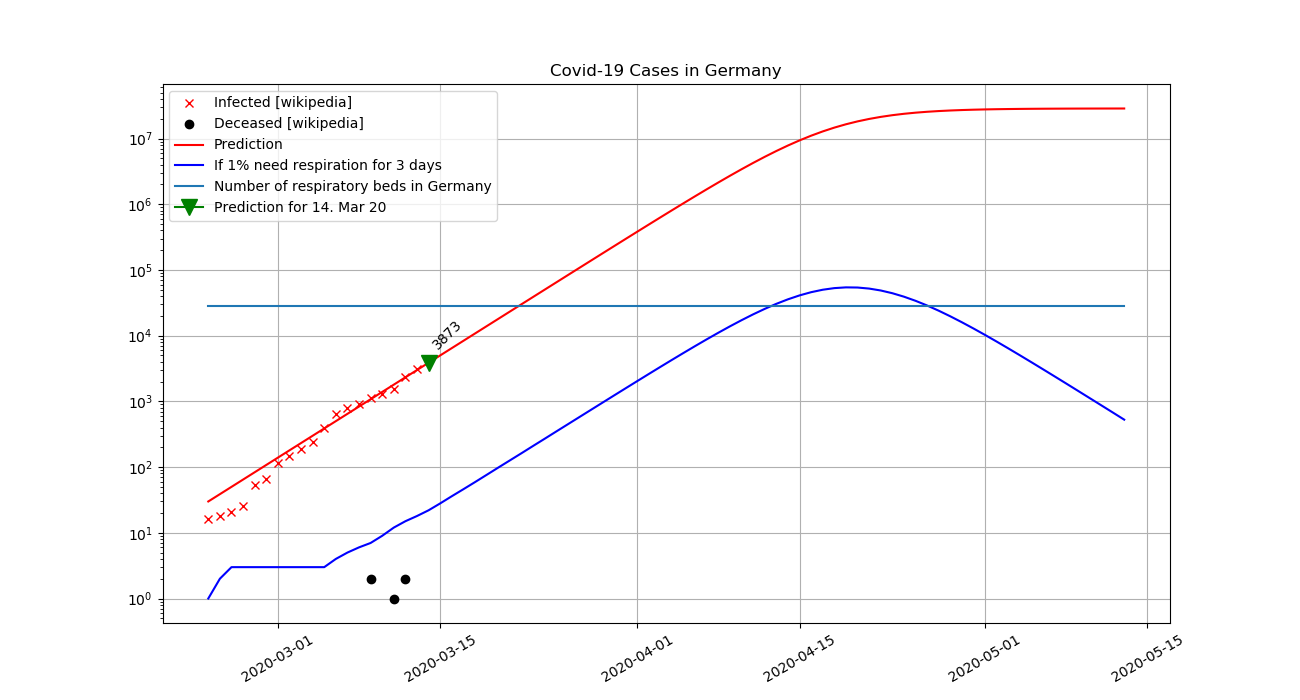 Covid-19 Cases in Germany
Infected [wikipedia]
Deceased [wikipedia]
Prediction
If 1% need respiration for 3 days
Number of respiratory beds in Germany
Prediction for 14. Mar 20
10⁷
10⁶
10⁵
10⁴
10³
10²
10¹
10⁰
3873
2020-03-01
2020-03-15
2020-04-01
2020-04-15
2020-05-01
2020-05-15